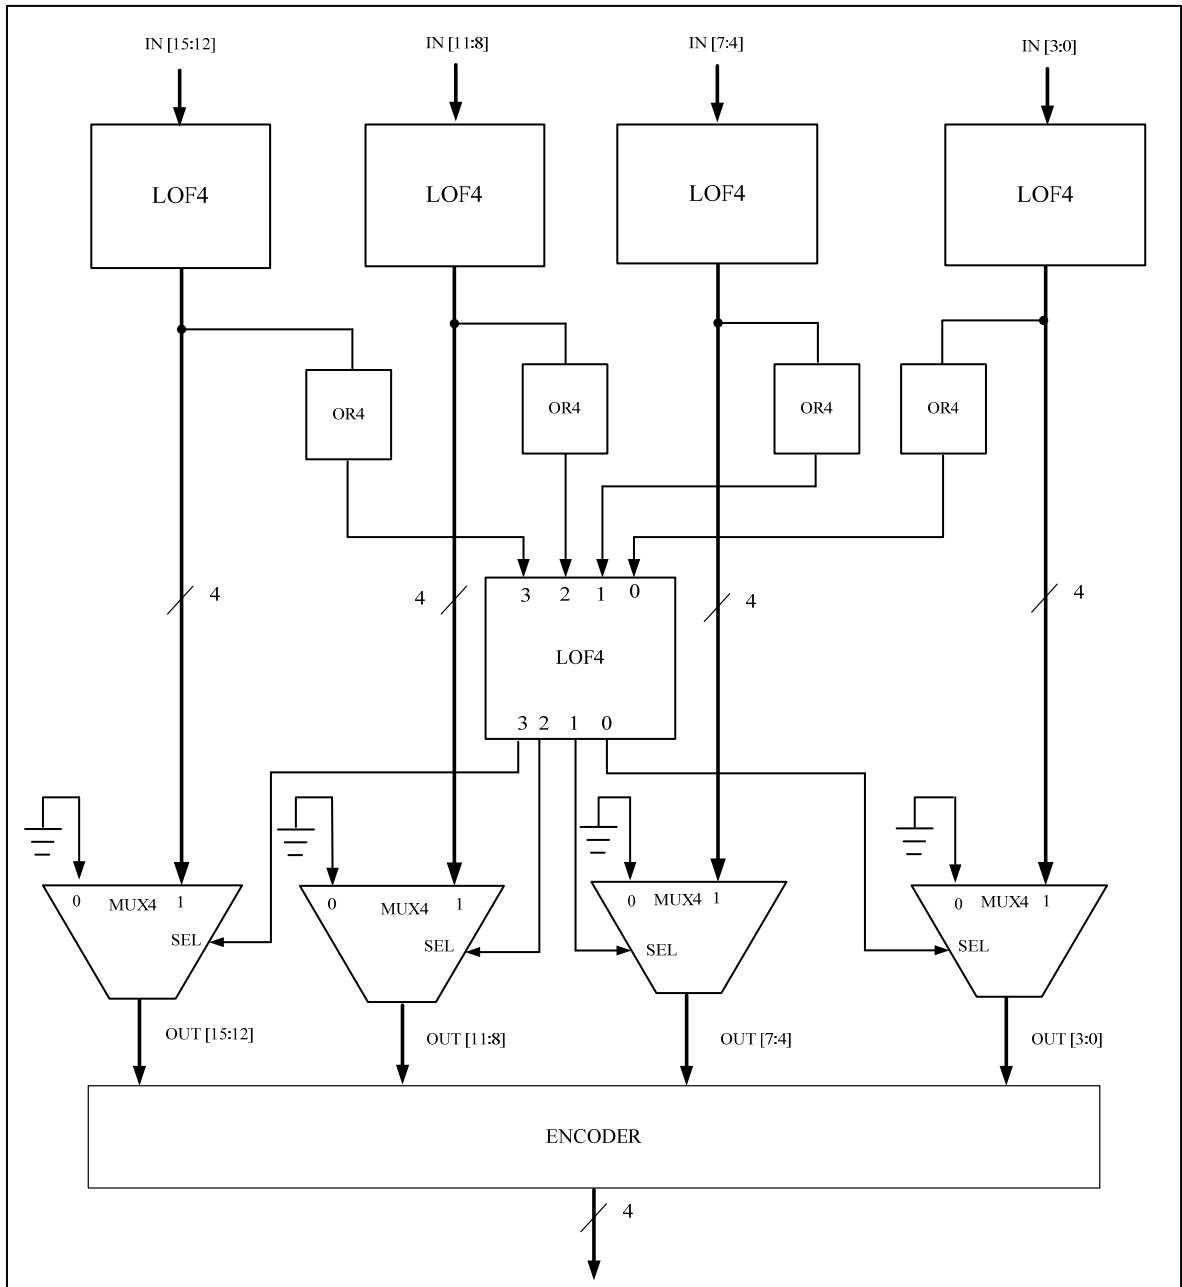 IN [15:12]
IN [11:8]
IN [7:4]
IN [3:0]
LOF4
LOF4
LOF4
LOF4
OR4
OR4
OR4
OR4
4
4
4
4
3 2 1 0
LOF4
3 2 1 0
0 MUX4 1
SEL
0 MUX4 1
SEL
0 MUX4 1
SEL
0 MUX4 1
SEL
OUT [15:12]
OUT [11:8]
OUT [7:4]
OUT [3:0]
ENCODER
4